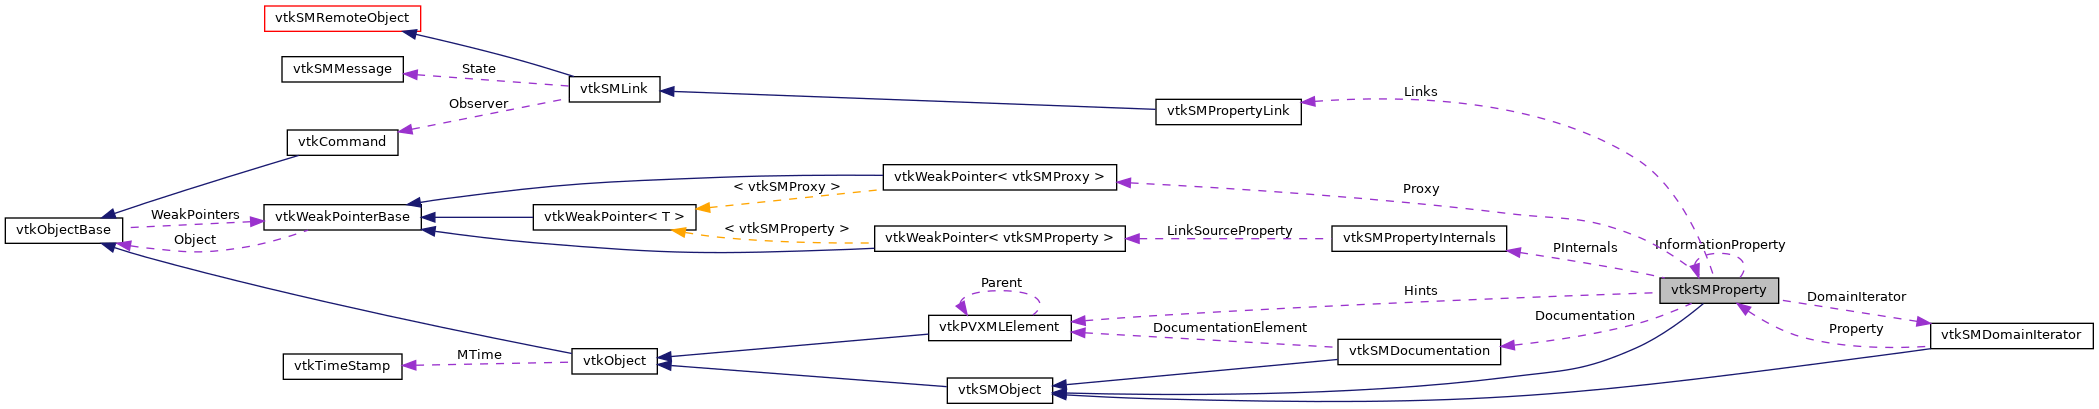 vtkSMRemoteObject
vtkSMMessage
State
vtkSMLink
Links
Observer
vtkSMPropertyLink
vtkCommand
vtkWeakPointer< vtkSMProxy >
< vtkSMProxy >
Proxy
WeakPointers
vtkWeakPointerBase
vtkWeakPointer< T >
vtkObjectBase
Object
< vtkSMProperty >
vtkWeakPointer< vtkSMProperty >
LinkSourceProperty
vtkSMPropertyInternals
PInternals
InformationProperty
Parent
Hints
vtkSMProperty
DomainIterator
vtkPVXMLElement
DocumentationElement
Documentation
Property
vtkSMDomainIterator
vtkSMDocumentation
MTime
vtkTimeStamp
vtkObject
vtkSMObject